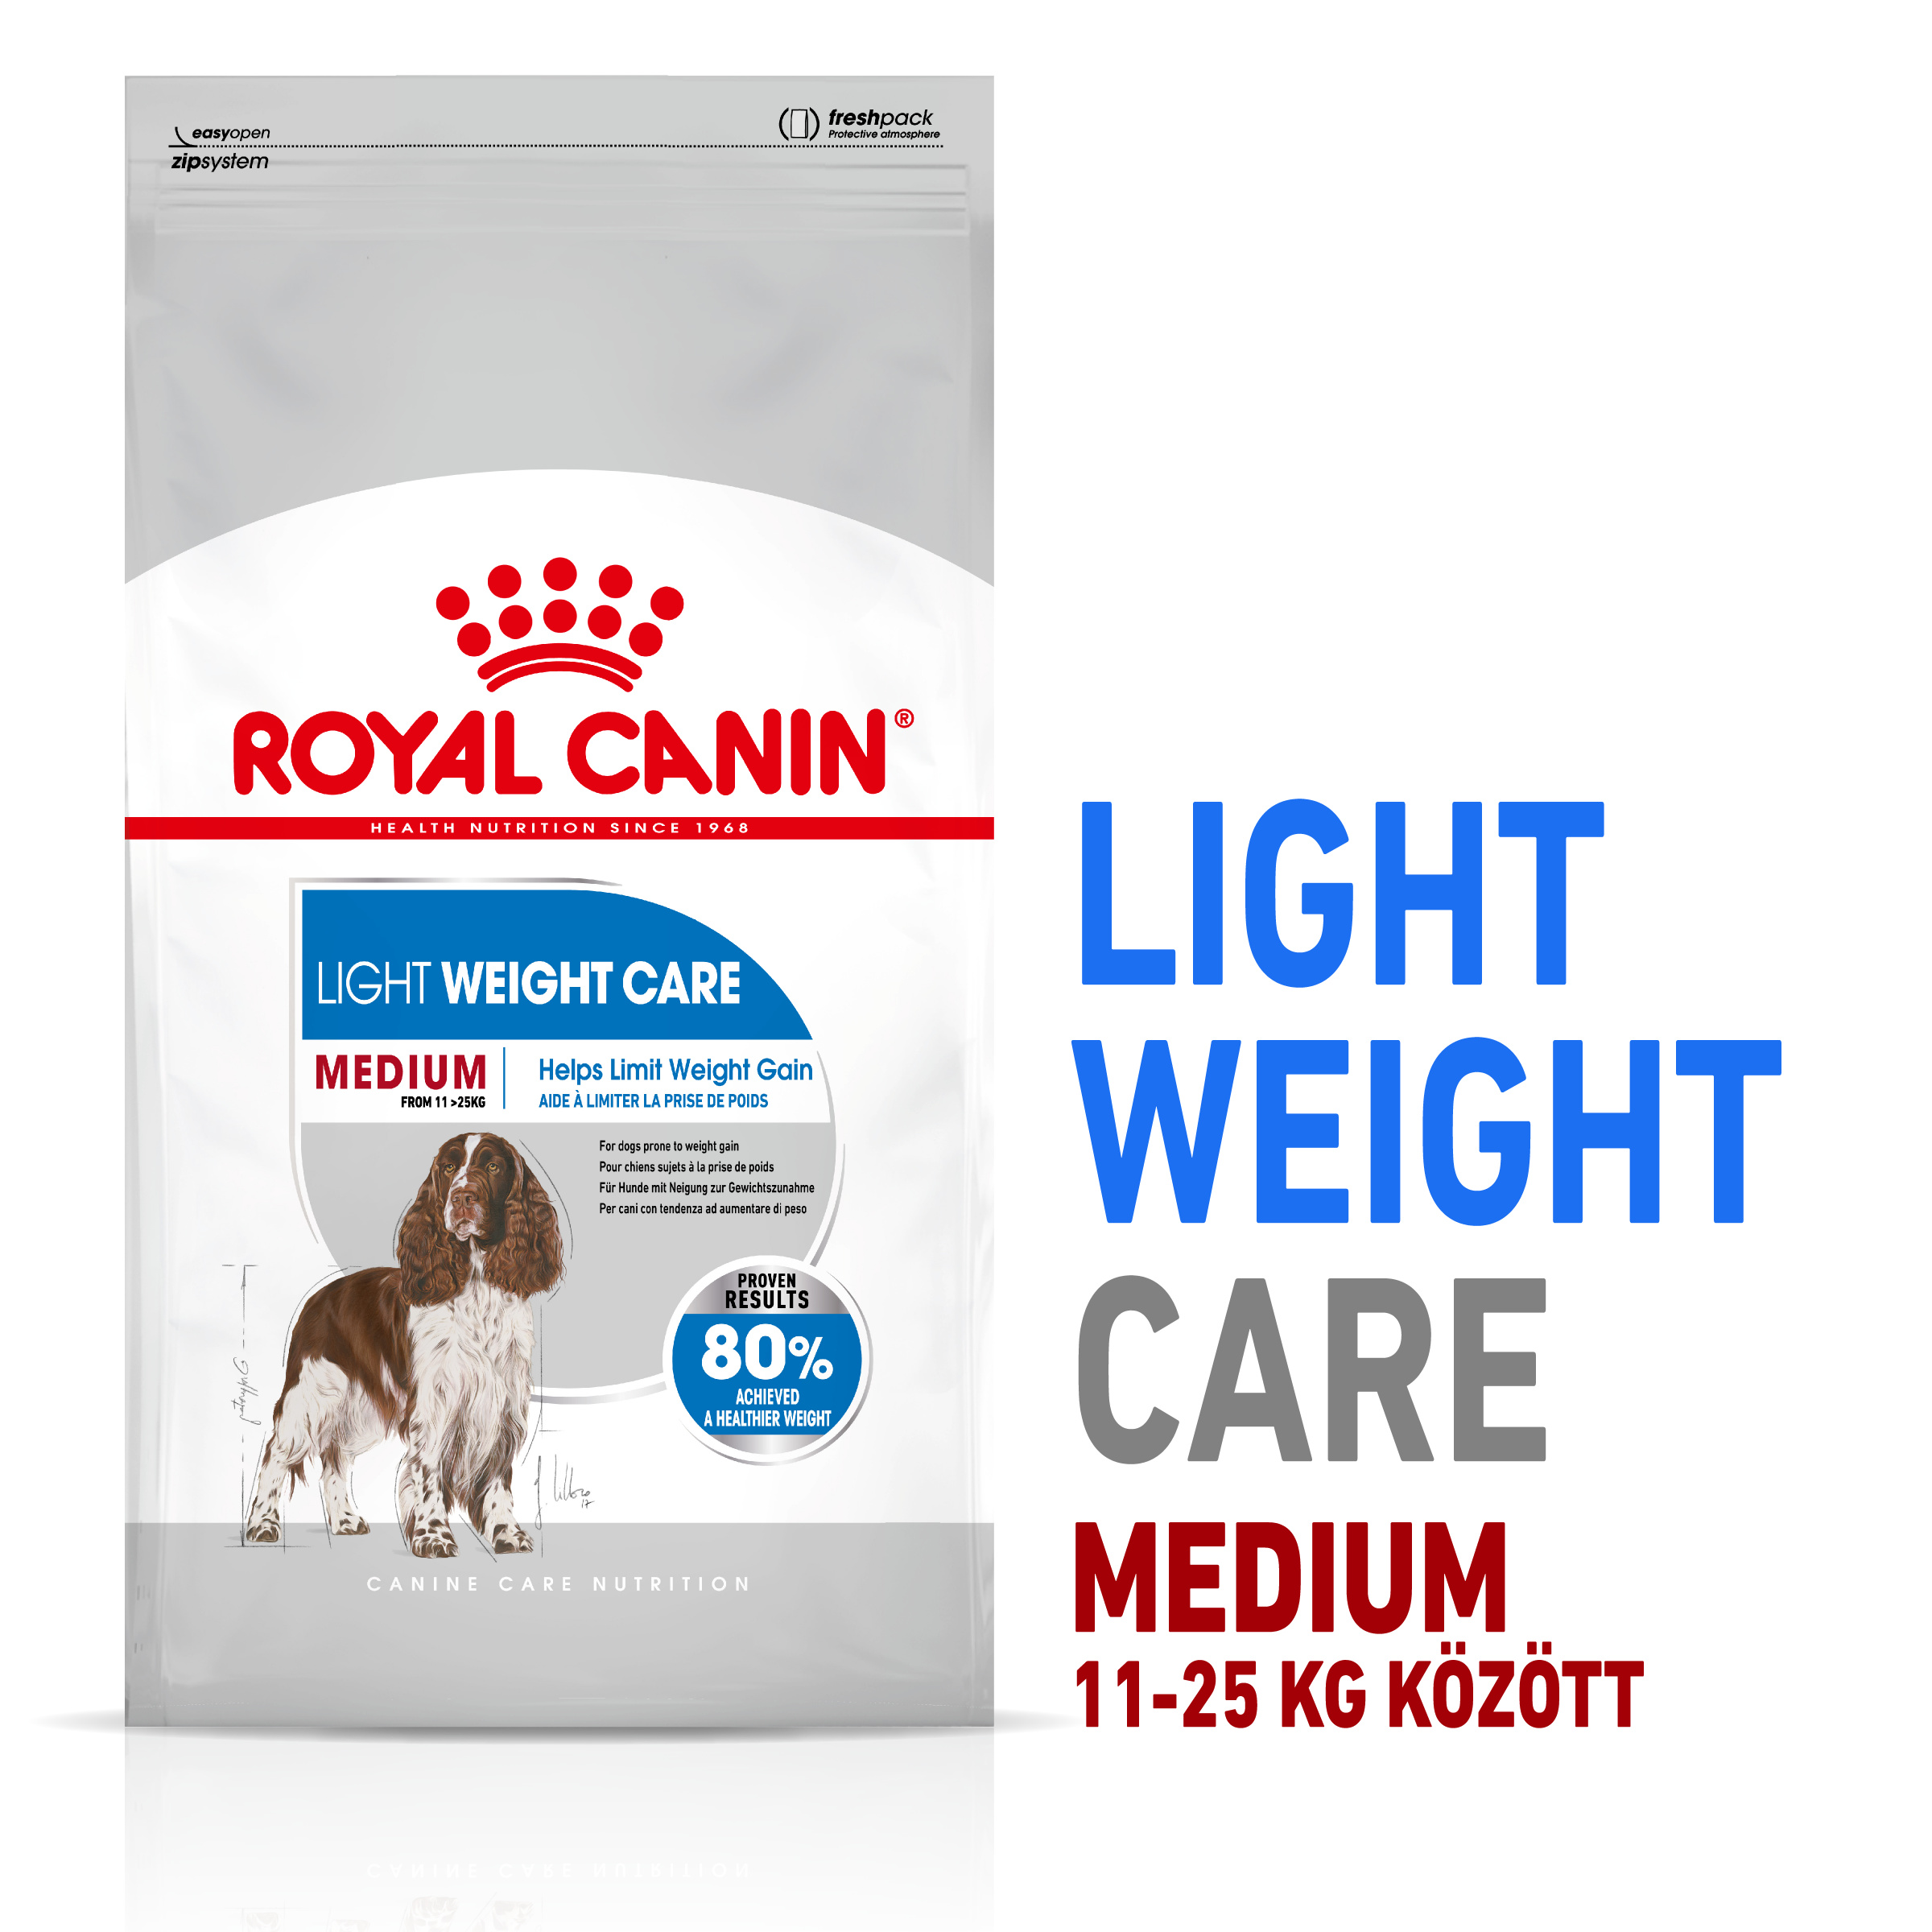 easyopen
zipsystem
freshpack
Protective atmosphere
ROYAL CANIN®
HEALTH NUTRITION SINCE 1968
LIGHT WEIGHT CARE
MEDIUM
FROM 11 >25KG
Helps Limit Weight Gain
AIDE À LIMITER LA PRISE DE POIDS
For dogs prone to weight gain
Pour chiens sujets à la prise de poids
Für Hunde mit Neigung zur Gewichtszunahme
Per cani con tendenza ad aumentare di peso
PROVEN
RESULTS
80%
ACHIEVED
A HEALTHIER WEIGHT
CANINE CARE NUTRITION
LIGHT
WEIGHT
CARE
MEDIUM
11-25 KG KÖZÖTT